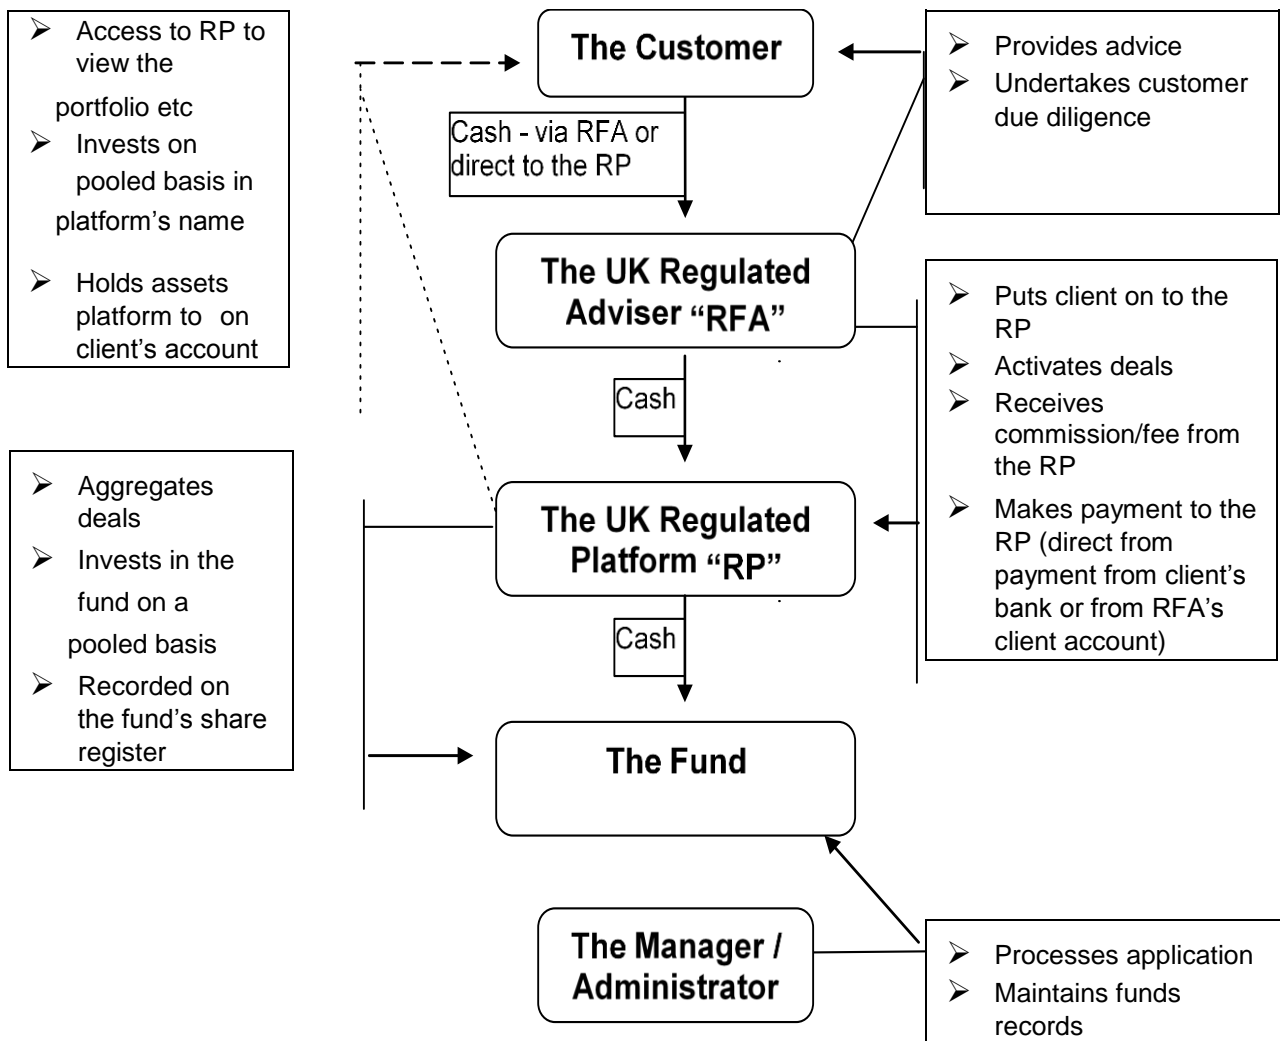 ➢ Access to RP to
view the
portfolio etc
➢ Invests on
pooled basis in
platform’s name
➢ Holds assets
platform to on
client’s account
The Customer
➢ Provides advice
➢ Undertakes customer
due diligence
Cash - via RFA or
direct to the RP
The UK Regulated
Adviser “RFA”
➢ Puts client on to the
RP
➢ Activates deals
➢ Receives
commission/fee from
the RP
➢ Makes payment to the
RP (direct from
payment from client’s
bank or from RFA’s
client account)
Cash
➢ Aggregates
deals
➢ Invests in the
fund on a
pooled basis
➢ Recorded on
the fund’s share
register
The UK Regulated
Platform “RP”
Cash
The Fund
The Manager /
Administrator
➢ Processes application
➢ Maintains funds
records